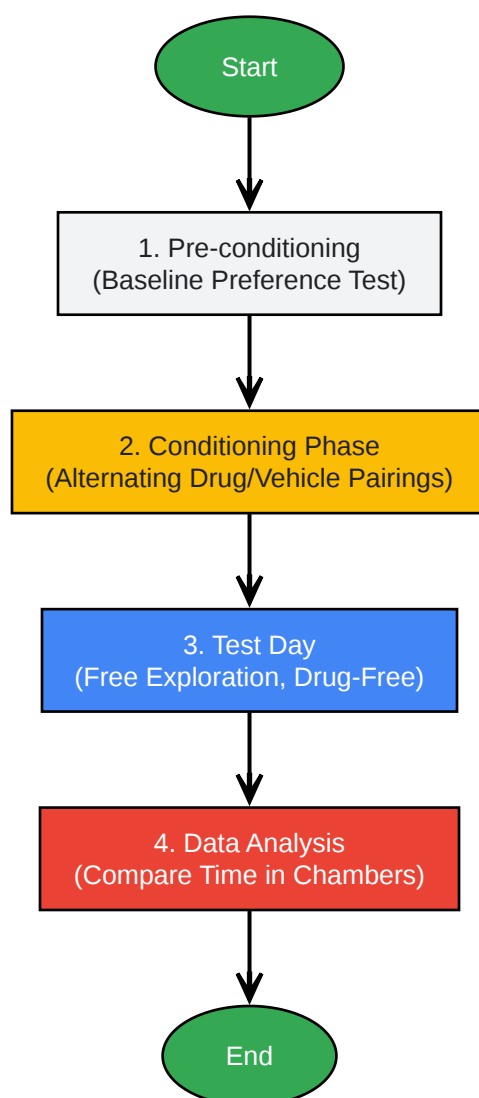 Start
1. Pre-conditioning
(Baseline Preference Test)
2. Conditioning Phase
(Alternating Drug/Vehicle Pairings)
3. Test Day
(Free Exploration, Drug-Free)
4. Data Analysis
(Compare Time in Chambers)
End